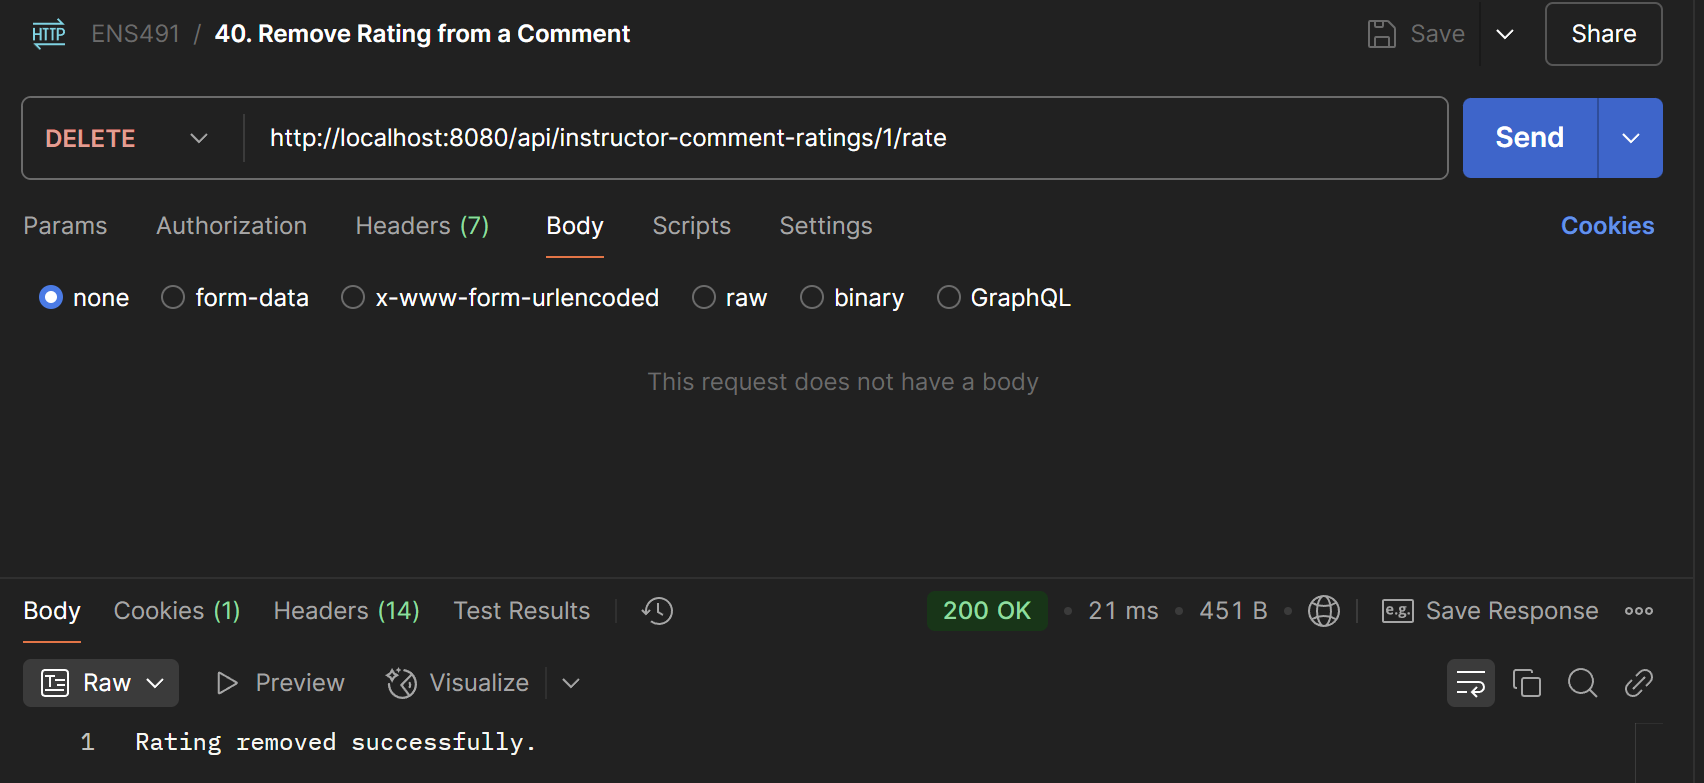 HTTP ENS491 / 40. Remove Rating from a Comment Save Share
DELETE http://localhost:8080/api/instructor-comment-ratings/1/rate Send
Params Authorization Headers (7) Body Scripts Settings Cookies
none form-data x-www-form-urlencoded raw binary GraphQL
This request does not have a body
Body Cookies (1) Headers (14) Test Results 200 OK • 21 ms • 451 B • e.g. Save Response
Raw Preview Visualize
1 Rating removed successfully.